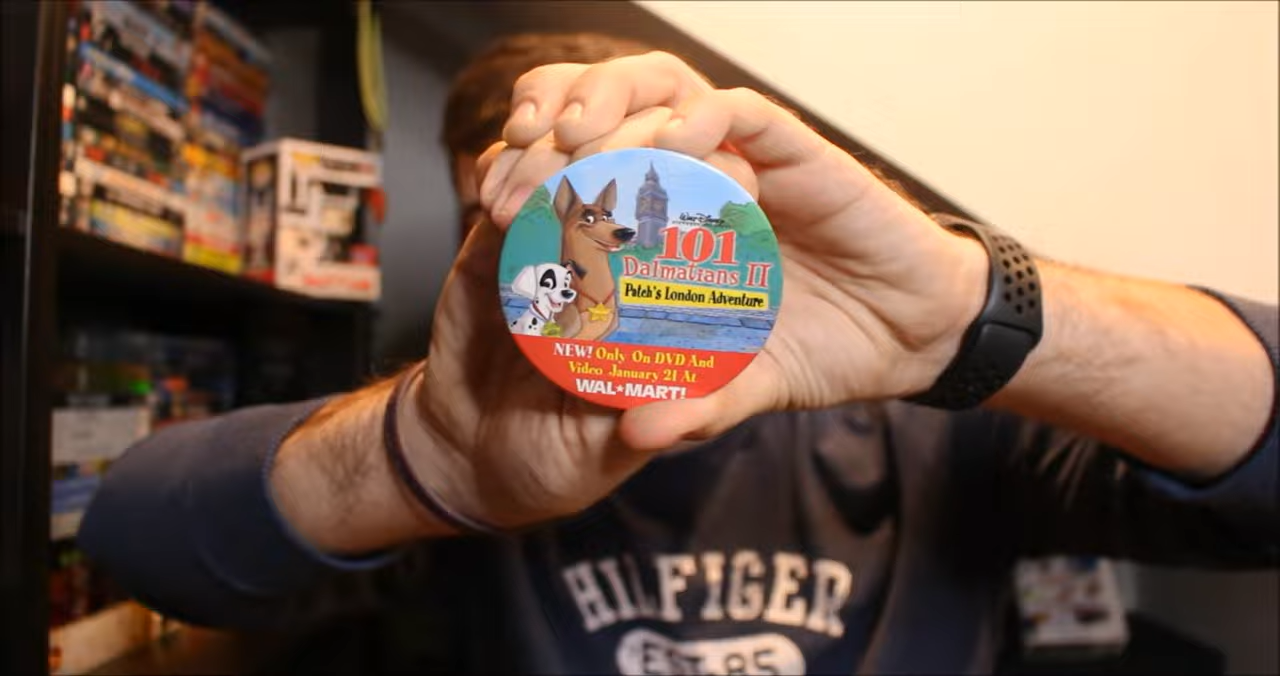 Walt Disney
101
Dalmatians II
Patch's London Adventure
NEW! Only On DVD And
Video January 21 At
WAL★MART!
HILFIGER
EST. 85